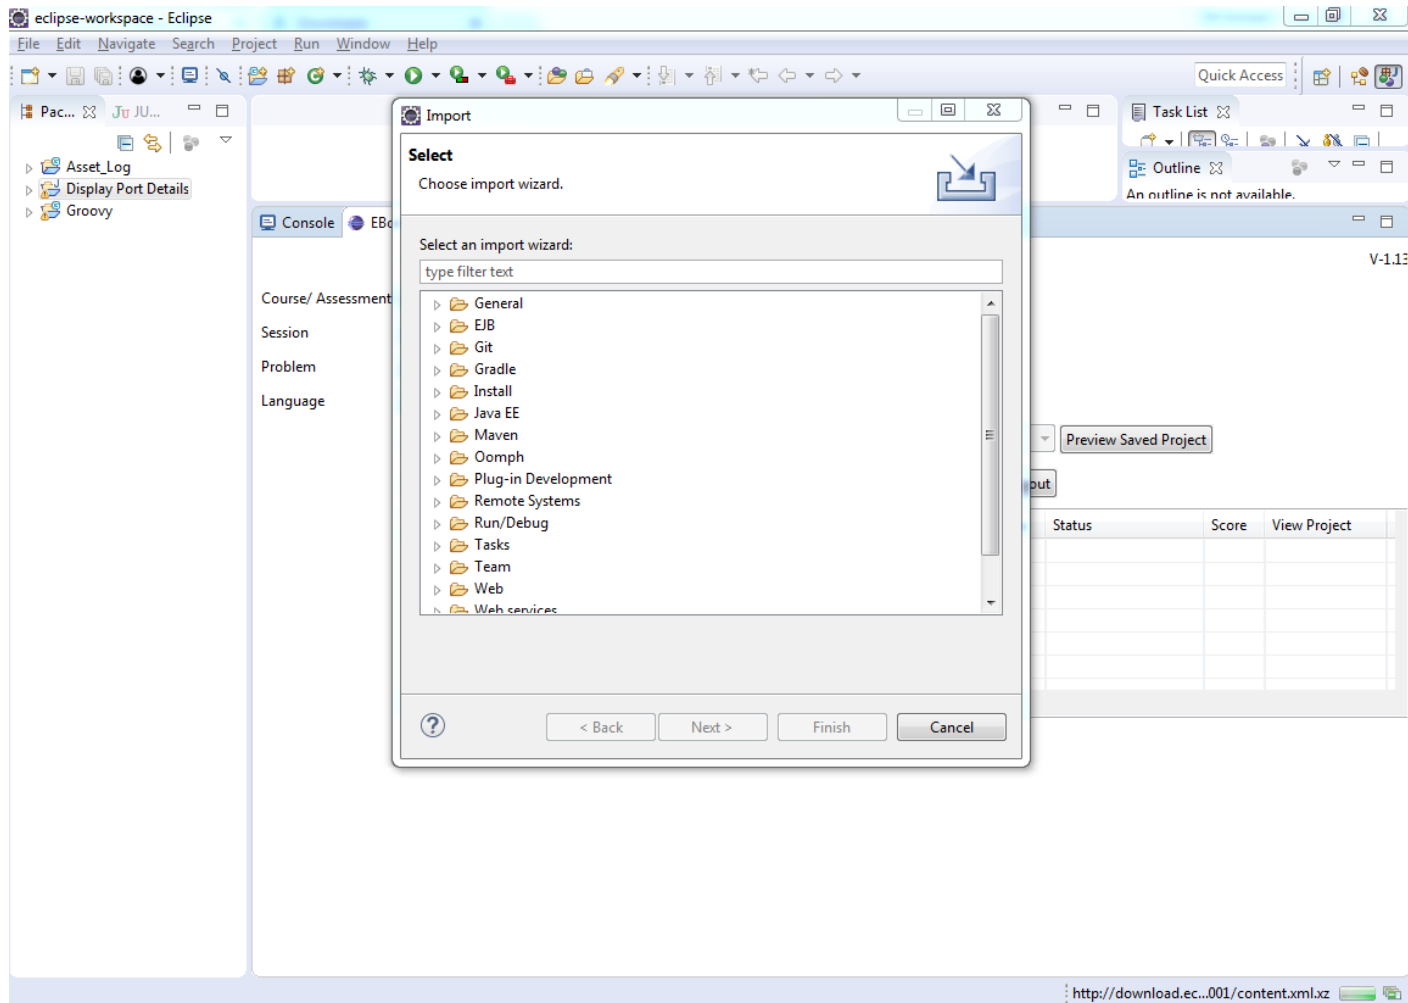 eclipse-workspace - Eclipse
File Edit Navigate Search Project Run Window Help
Quick Access
Pac... JU...
Task List
Asset_Log
Display Port Details
Groovy
Outline
An outline is not available.
Import
Select
Choose import wizard.
Console
V-1.13
Select an import wizard:
type filter text
Course/ Assessment
Session
Problem
Language
General
EJB
Git
Gradle
Install
Java EE
Maven
Oomph
Plug-in Development
Remote Systems
Run/Debug
Tasks
Team
Web
Web services
Preview Saved Project
out
Status Score View Project
< Back Next > Finish Cancel
http://download.ec...001/content.xml.xz